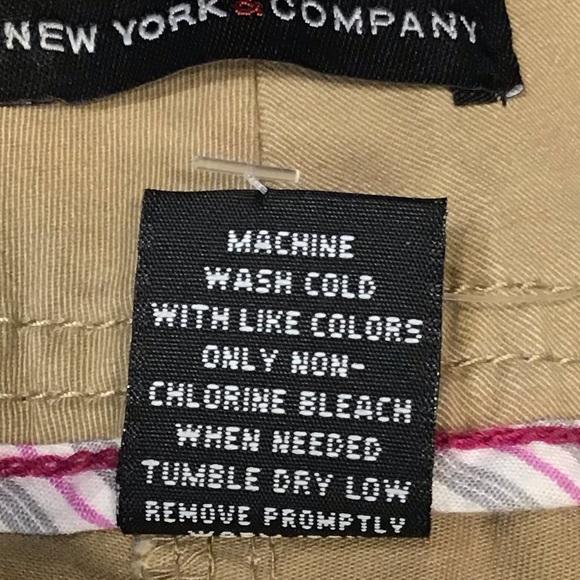 NEW YORK & COMPANY
MACHINE
WASH COLD
WITH LIKE COLORS
ONLY NON-
CHLORINE BLEACH
WHEN NEEDED
TUMBLE DRY LOW
REMOVE PROMPTLY